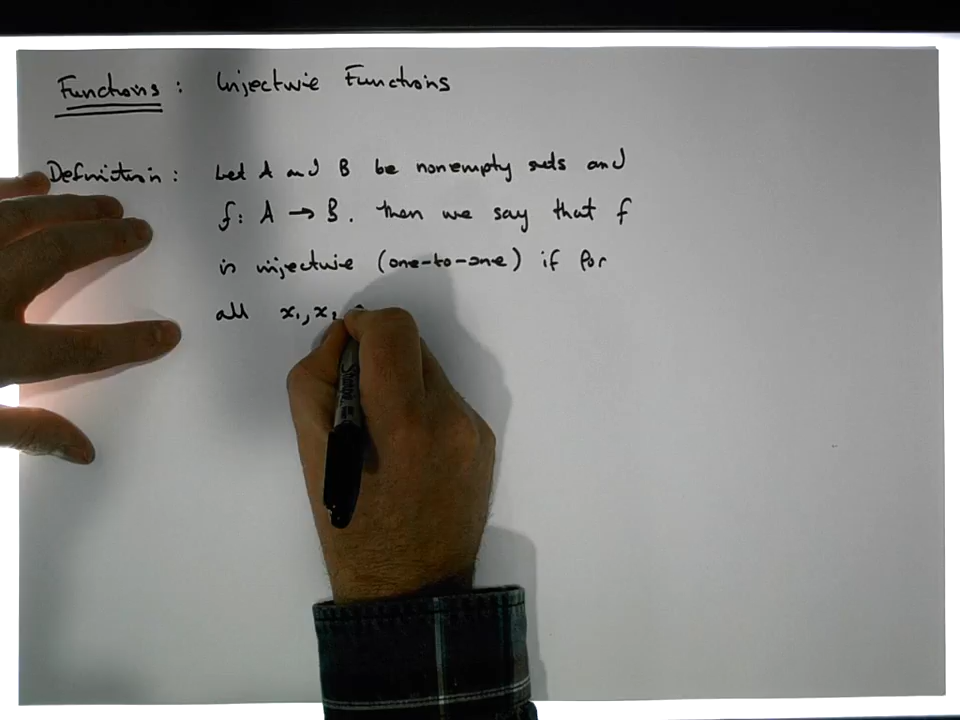 Functions : Injective Functions
Definition : Let A and B be nonempty sets and
f: A → B. Then we say that f
is injective (one-to-one) if for
all x₁, x₂